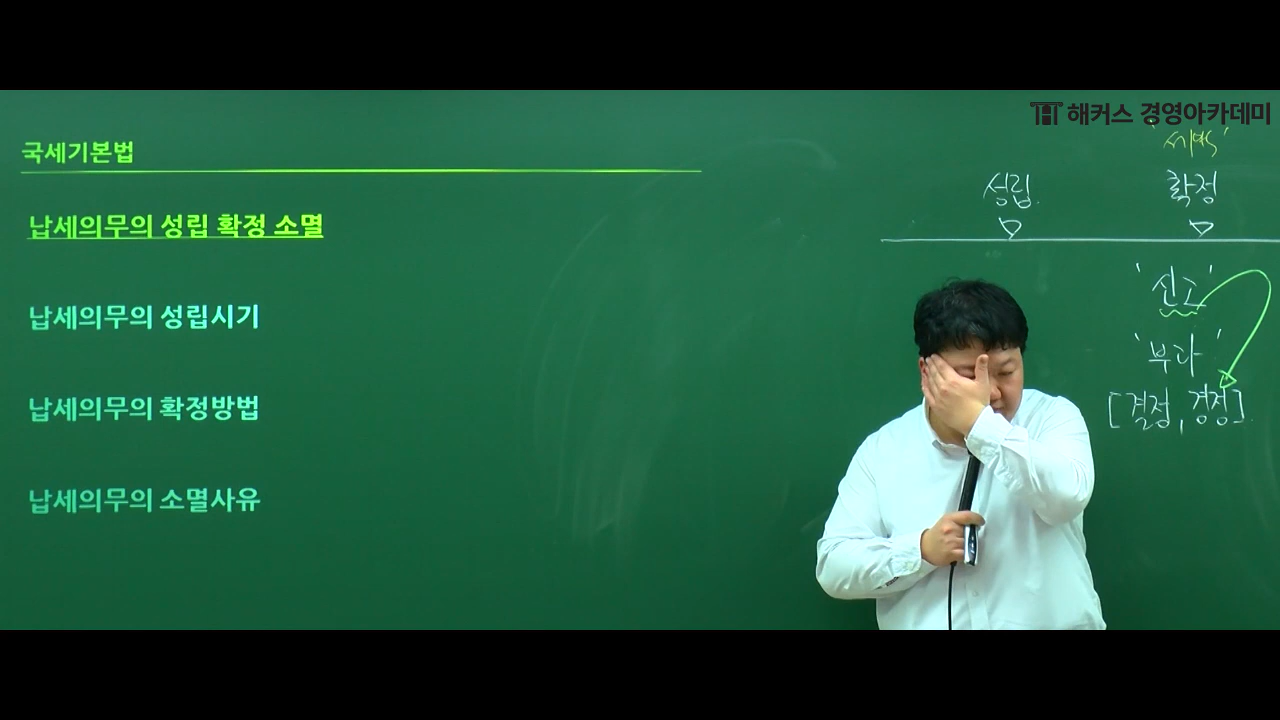 해커스 경영아카데미
국세기본법
납세의무의 성립 확정 소멸
납세의무의 성립시기
납세의무의 확정방법
납세의무의 소멸사유
'세액'
성립 확정
'신고'
'부과'
[결정, 경정]